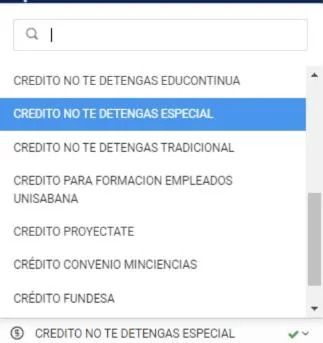 CREDITO NO TE DETENGAS EDUCONTINUA
CREDITO NO TE DETENGAS ESPECIAL
CREDITO NO TE DETENGAS TRADICIONAL
CREDITO PARA FORMACION EMPLEADOS
UNISABANA
CREDITO PROYECTATE
CRÉDITO CONVENIO MINCIENCIAS
CRÉDITO FUNDESA
CREDITO NO TE DETENGAS ESPECIAL